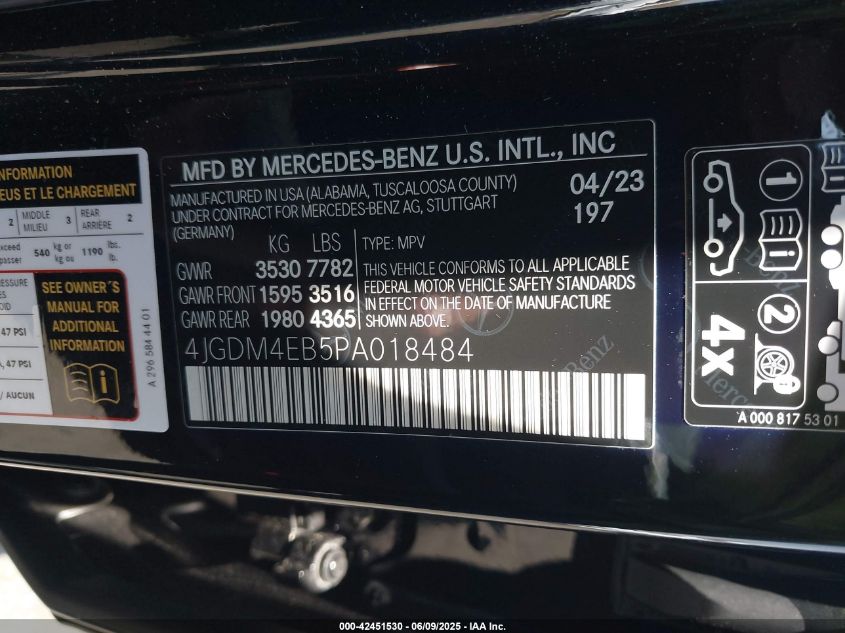 NFORMATION
EUS ET LE CHARGEMENT
2 MIDDLE MILIEU 3 REAR ARRIÈRE 2
exceed passer 540 kg or kg ou 1190 lbs. lb.
47 PSI
47 PSI
/ AUCUN
SEE OWNER'S
MANUAL FOR
ADDITIONAL
INFORMATION
A 296 584 44 01
MFD BY MERCEDES-BENZ U.S. INTL., INC
MANUFACTURED IN USA (ALABAMA, TUSCALOOSA COUNTY)
UNDER CONTRACT FOR MERCEDES-BENZ AG, STUTTGART
(GERMANY)
04/23
197
KG LBS
GVWR 3530 7782
GAWR FRONT 1595 3516
GAWR REAR 1980 4365
TYPE: MPV
THIS VEHICLE CONFORMS TO ALL APPLICABLE
FEDERAL MOTOR VEHICLE SAFETY STANDARDS
IN EFFECT ON THE DATE OF MANUFACTURE
SHOWN ABOVE.
4JGDM4EB5PA018484
1
2
4X
A 000 817 53 01
000-42451530 - 06/09/2025 - IAA Inc.